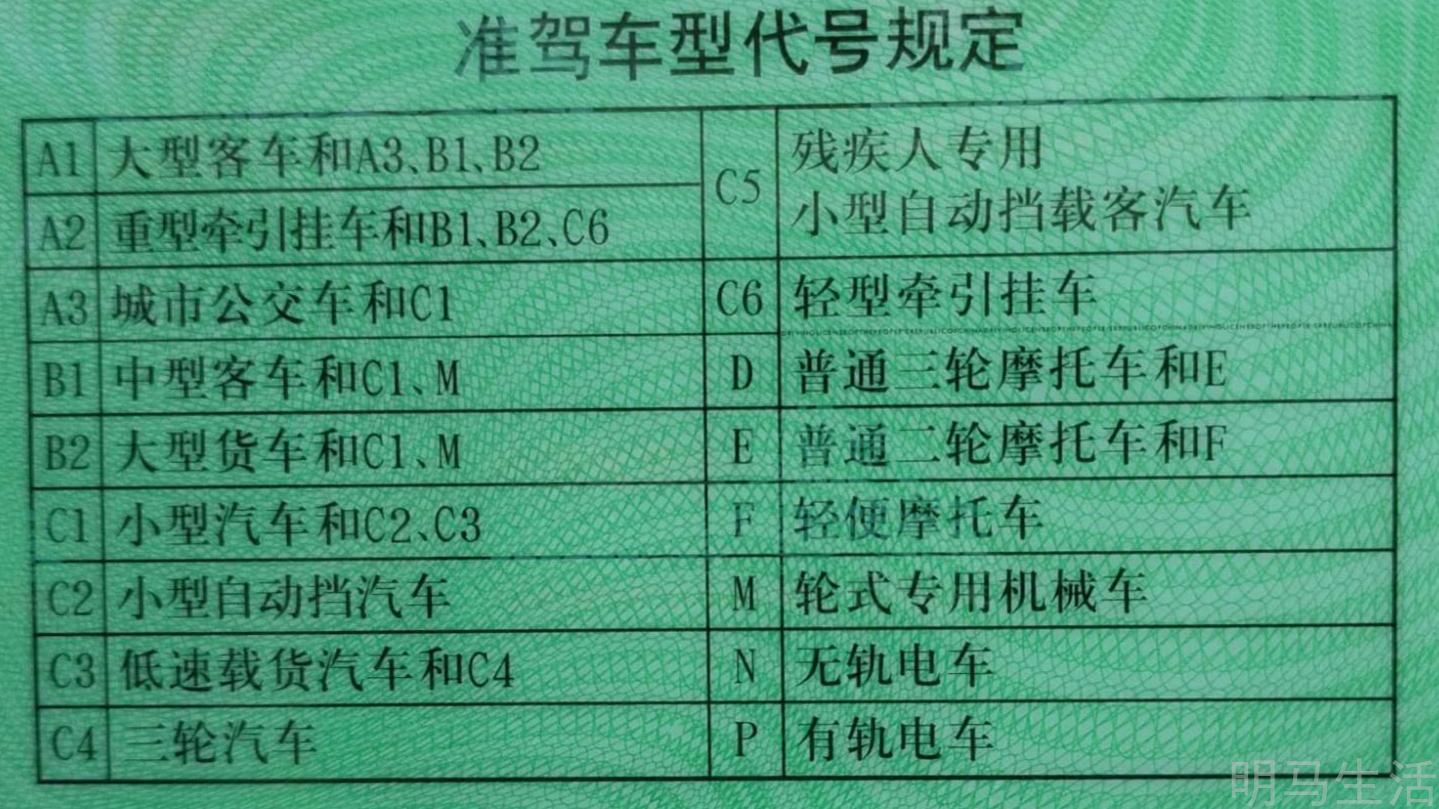 准驾车型代号规定
A1 大型客车和A3、B1、B2
A2 重型牵引挂车和B1、B2、C6
A3 城市公交车和C1
B1 中型客车和C1、M
B2 大型货车和C1、M
C1 小型汽车和C2、C3
C2 小型自动挡汽车
C3 低速载货汽车和C4
C4 三轮汽车
C5 残疾人专用
小型自动挡载客汽车
C6 轻型牵引挂车
D 普通三轮摩托车和E
E 普通二轮摩托车和F
F 轻便摩托车
M 轮式专用机械车
N 无轨电车
P 有轨电车
明马生活